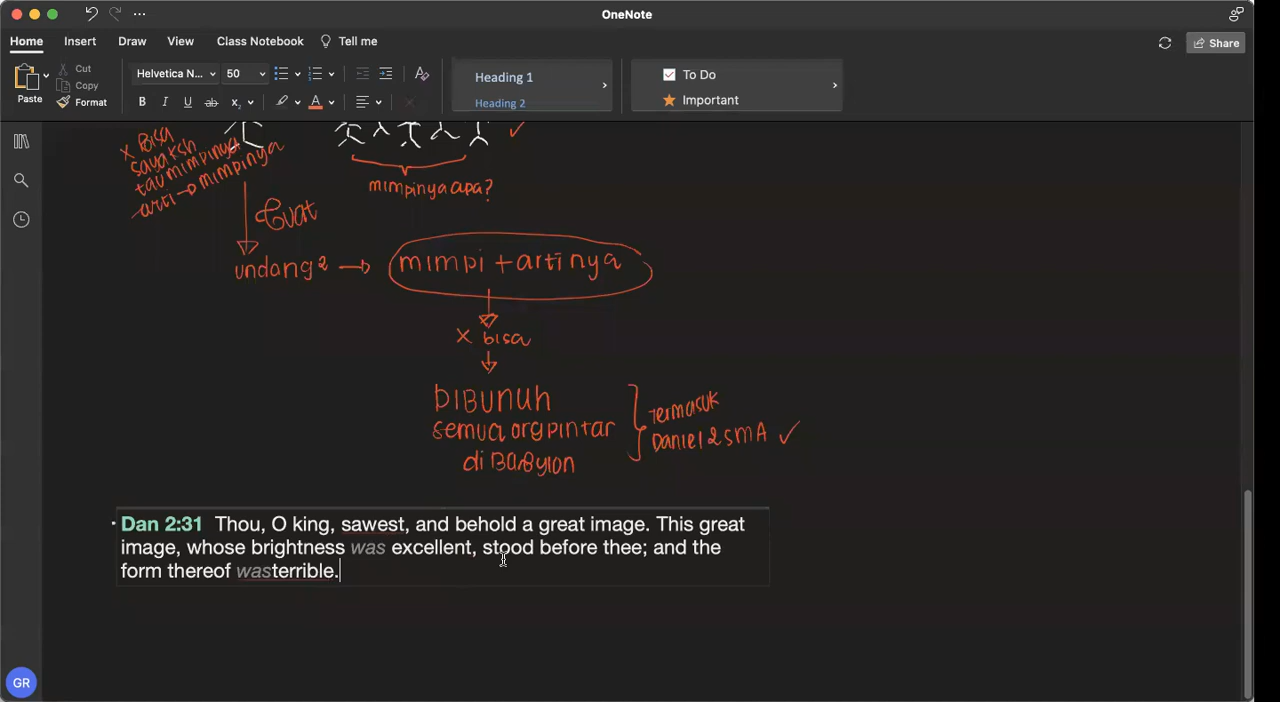 OneNote
Home Insert Draw View Class Notebook Tell me
Share
Paste
Cut
Copy
Format
Helvetica N... 50
B I U ab x₂ A
Heading 1
Heading 2
To Do
Important
x Bisa
saya ksh
tau mimpinya
arti → mimpinya
mimpinya apa?
buat
undang² → mimpi + artinya
x bisa
DIBUNUH
semua org pintar
di Babylon
Termasuk
Daniel 2 SMA ✓
Dan 2:31 Thou, O king, sawest, and behold a great image. This great
image, whose brightness was excellent, stood before thee; and the
form thereof wasterrible.
GR